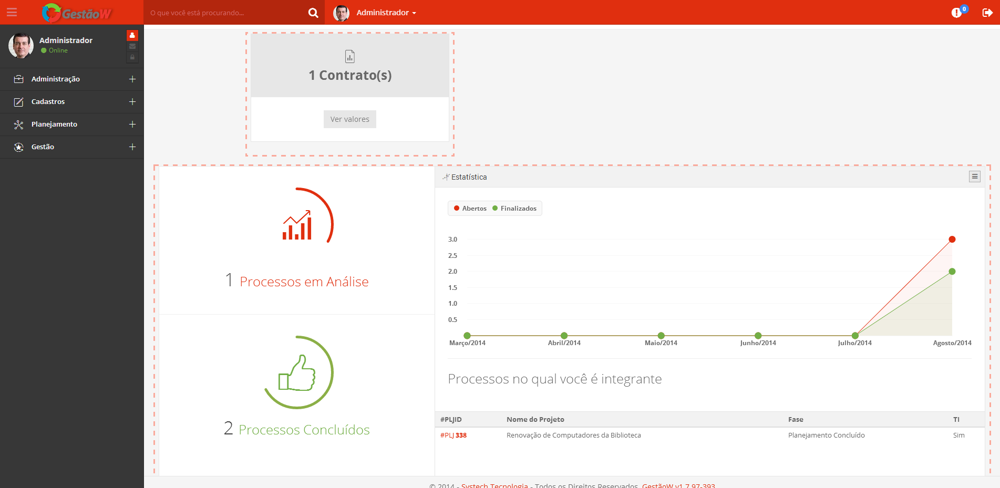 GestãoW
O que você está procurando...
Administrador
0
Administrador
Online
Administração
Cadastros
Planejamento
Gestão
1 Contrato(s)
Ver valores
1 Processos em Análise
2 Processos Concluídos
Estatística
Abertos Finalizados
3.0
2.5
2.0
1.5
1.0
0.5
Março/2014 Abril/2014 Maio/2014 Junho/2014 Julho/2014 Agosto/2014
Processos no qual você é integrante
#PLJID Nome do Projeto Fase TI
#PLJ 338 Renovação de Computadores da Biblioteca Planejamento Concluído Sim
© 2014 - Systech Tecnologia - Todos os Direitos Reservados. GestãoW v1.7.97-393